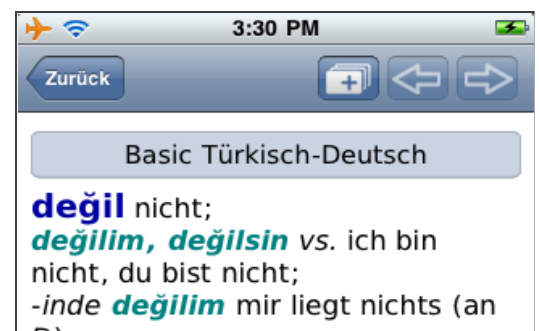 3:30 PM
Zurück
Basic Türkisch-Deutsch
değil nicht;
değilim, değilsin vs. ich bin
nicht, du bist nicht;
-inde değilim mir liegt nichts (an